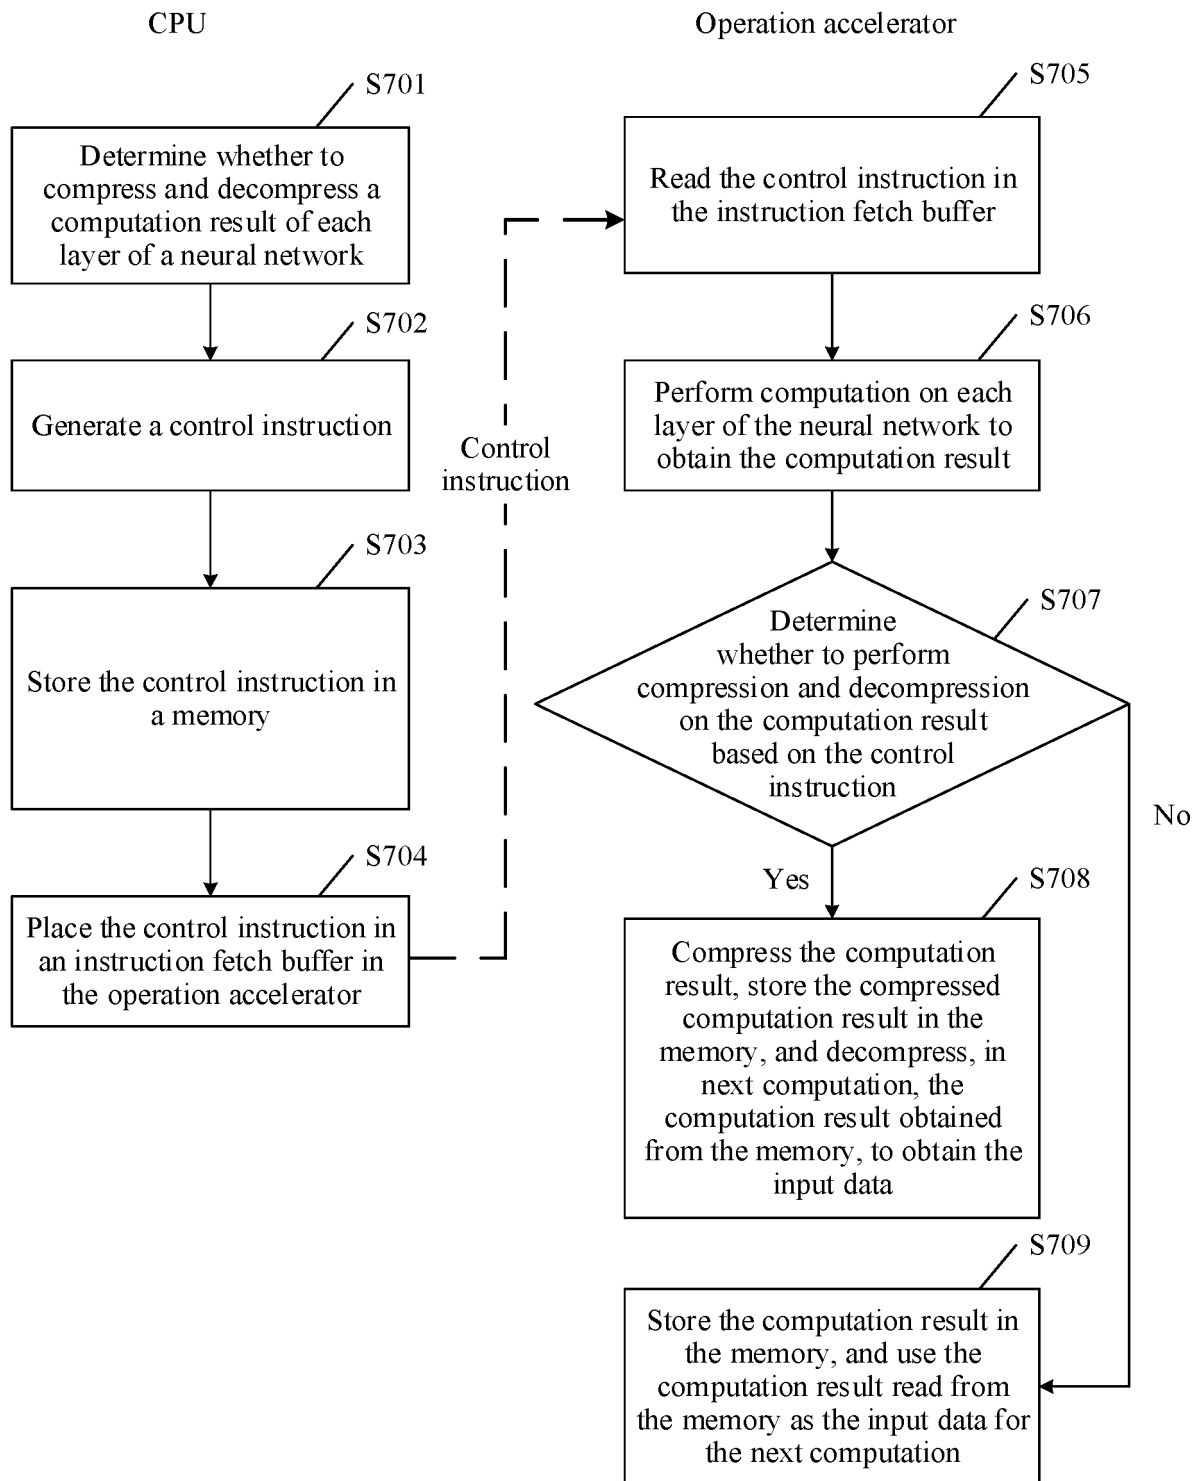 CPU
Operation accelerator
S701
Determine whether to
compress and decompress a
computation result of each
layer of a neural network
S702
Generate a control instruction
S703
Store the control instruction in
a memory
S704
Place the control instruction in
an instruction fetch buffer in
the operation accelerator
Control
instruction
S705
Read the control instruction in
the instruction fetch buffer
S706
Perform computation on each
layer of the neural network to
obtain the computation result
S707
Determine
whether to perform
compression and decompression
on the computation result
based on the control
instruction
No
Yes
S708
Compress the computation
result, store the compressed
computation result in the
memory, and decompress, in
next computation, the
computation result obtained
from the memory, to obtain the
input data
S709
Store the computation result in
the memory, and use the
computation result read from
the memory as the input data for
the next computation